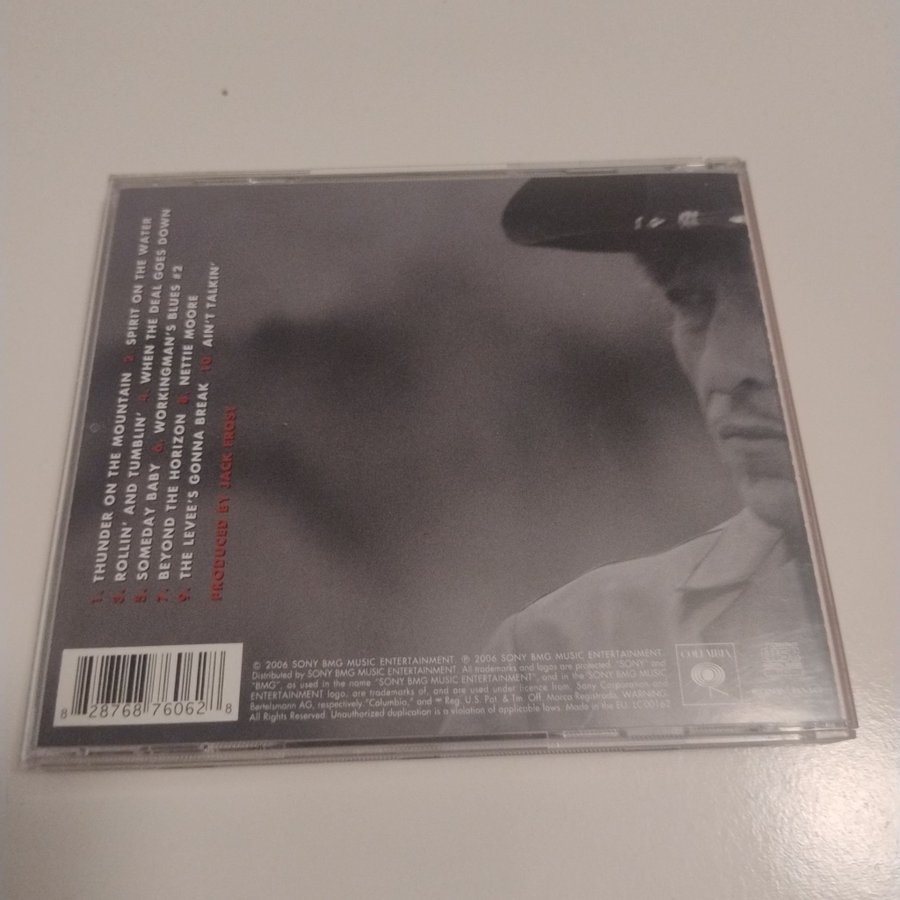 1. THUNDER ON THE MOUNTAIN 2. SPIRIT ON THE WATER
3. ROLLIN' AND TUMBLIN' 4. WHEN THE DEAL GOES DOWN
5. SOMEDAY BABY 6. WORKINGMAN'S BLUES #2
7. BEYOND THE HORIZON 8. NETTIE MOORE
9. THE LEVEE'S GONNA BREAK 10 AIN'T TALKIN'
PRODUCED BY JACK FROST
8 28768 76062 8
© 2006 SONY BMG MUSIC ENTERTAINMENT. ℗ 2006 SONY BMG MUSIC ENTERTAINMENT.
Distributed by SONY BMG MUSIC ENTERTAINMENT. All trademarks and logos are protected. "SONY" and
"BMG", as used in the name "SONY BMG MUSIC ENTERTAINMENT", and in the SONY BMG MUSIC
ENTERTAINMENT logo, are trademarks of, and are used under licence from, Sony Corporation and
Bertelsmann AG, respectively. "Columbia," and Reg. U.S. Pat. & Tm. Off. Marca Registrada. WARNING:
All Rights Reserved. Unauthorized duplication is a violation of applicable laws. Made in the EU. LC 00162
COLUMBIA